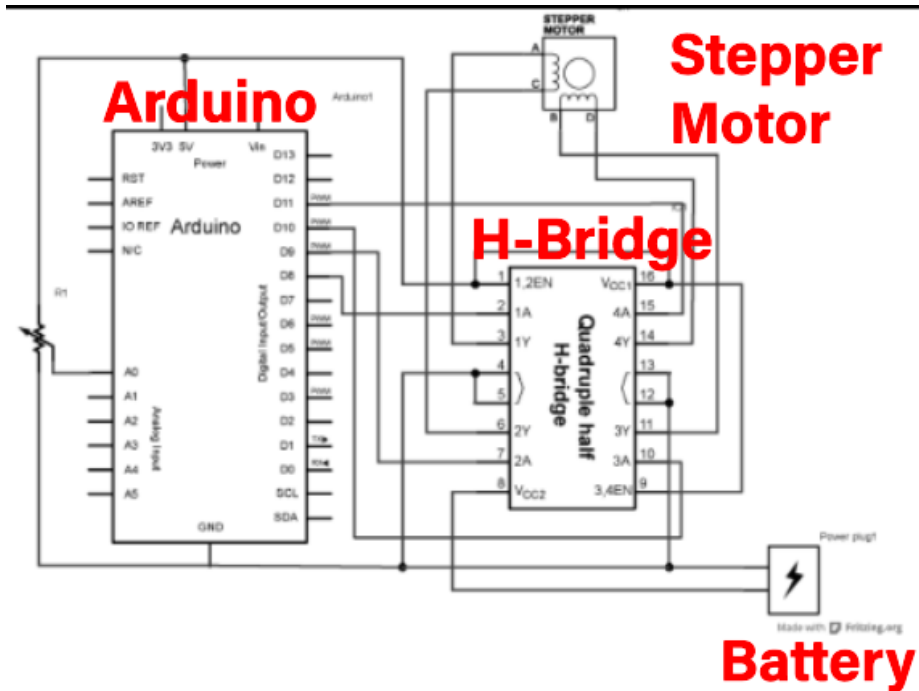 STEPPER
MOTOR
Stepper
Motor
A
C
B
D
Arduino
Arduino1
3V3
5V
Vin
Power
Arduino
RST
AREF
IO REF
N/C
A0
A1
A2
A3
A4
A5
Analog Input
D13
D12
D11
PWM
D10
PWM
D9
PWM
D8
D7
D6
PWM
D5
PWM
D4
D3
PWM
D2
D1
TX
D0
RX
SCL
SDA
Digital Input/Output
GND
R1
H-Bridge
1
1,2EN
2
1A
3
1Y
4
5
6
2Y
7
2A
8
VCC2
Quadruple half
H-bridge
16
VCC1
15
4A
14
4Y
13
12
11
3Y
10
3A
9
3,4EN
Power plug1
Made with Fritzing.org
Battery